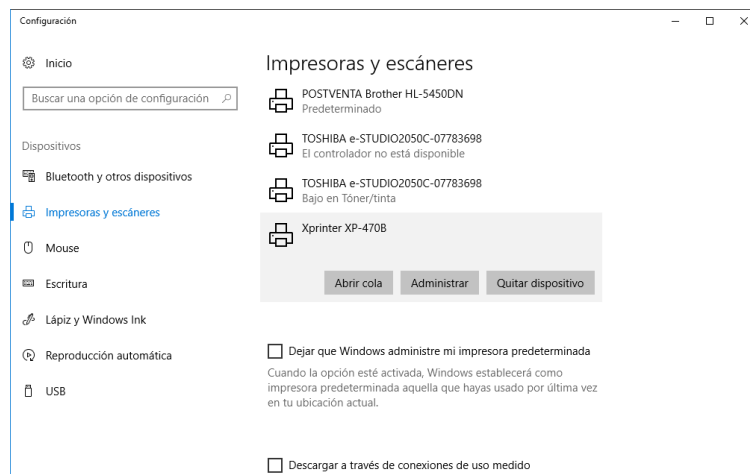 Configuración
Inicio
Buscar una opción de configuración
Dispositivos
Bluetooth y otros dispositivos
Impresoras y escáneres
Mouse
Escritura
Lápiz y Windows Ink
Reproducción automática
USB
Impresoras y escáneres
POSTVENTA Brother HL-5450DN
Predeterminado
TOSHIBA e-STUDIO2050C-07783698
El controlador no está disponible
TOSHIBA e-STUDIO2050C-07783698
Bajo en Tóner/tinta
Xprinter XP-470B
Abrir cola Administrar Quitar dispositivo
Dejar que Windows administre mi impresora predeterminada
Cuando la opción esté activada, Windows establecerá como
impresora predeterminada aquella que hayas usado por última vez
en tu ubicación actual.
Descargar a través de conexiones de uso medido